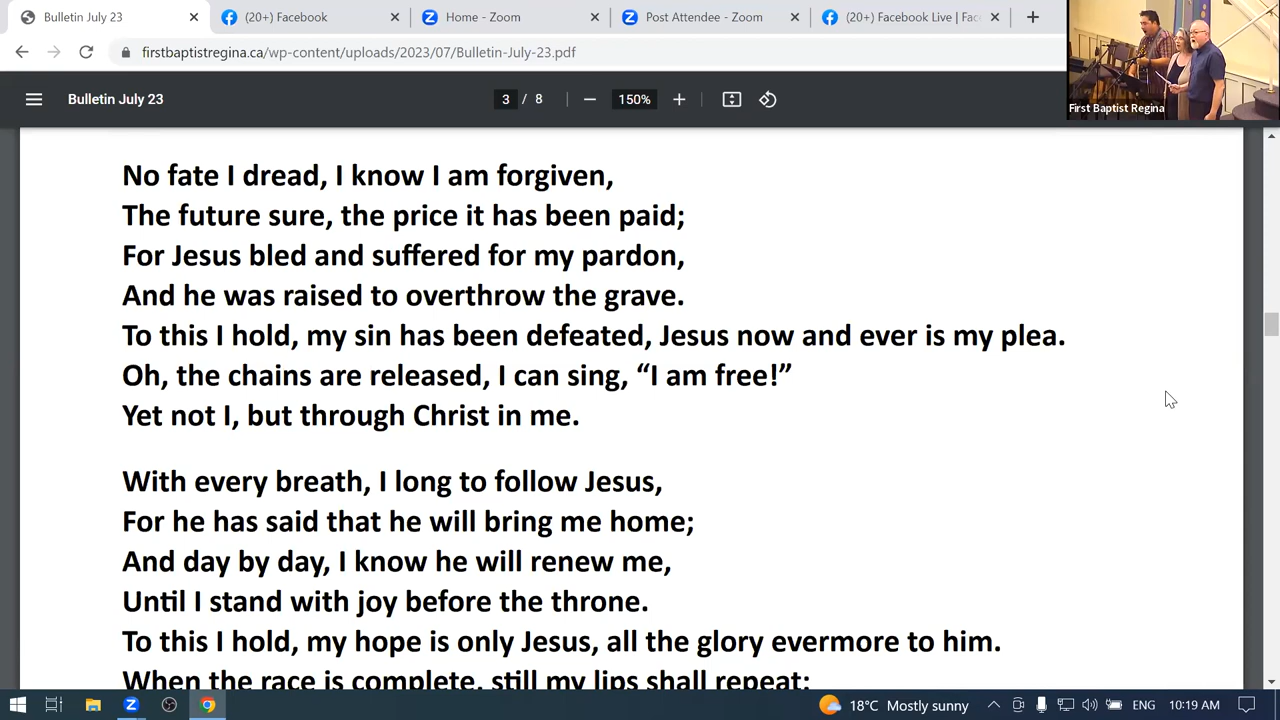 Bulletin July 23
(20+) Facebook
Home - Zoom
Post Attendee - Zoom
(20+) Facebook Live | Fac
firstbaptistregina.ca/wp-content/uploads/2023/07/Bulletin-July-23.pdf
First Baptist Regina
Bulletin July 23
3 / 8
150%
No fate I dread, I know I am forgiven,
The future sure, the price it has been paid;
For Jesus bled and suffered for my pardon,
And he was raised to overthrow the grave.
To this I hold, my sin has been defeated, Jesus now and ever is my plea.
Oh, the chains are released, I can sing, “I am free!”
Yet not I, but through Christ in me.
With every breath, I long to follow Jesus,
For he has said that he will bring me home;
And day by day, I know he will renew me,
Until I stand with joy before the throne.
To this I hold, my hope is only Jesus, all the glory evermore to him.
When the race is complete, still my lips shall repeat:
18°C Mostly sunny
ENG
10:19 AM